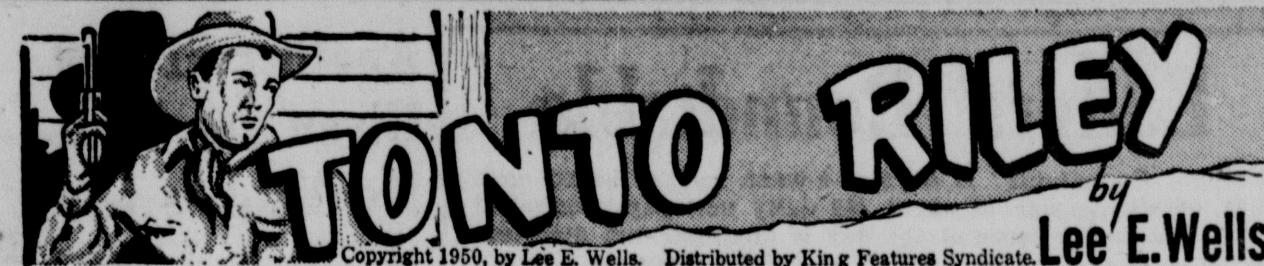 TONTO RILEY
by
Lee E. Wells
Copyright 1950, by Lee E. Wells. Distributed by King Features Syndicate.